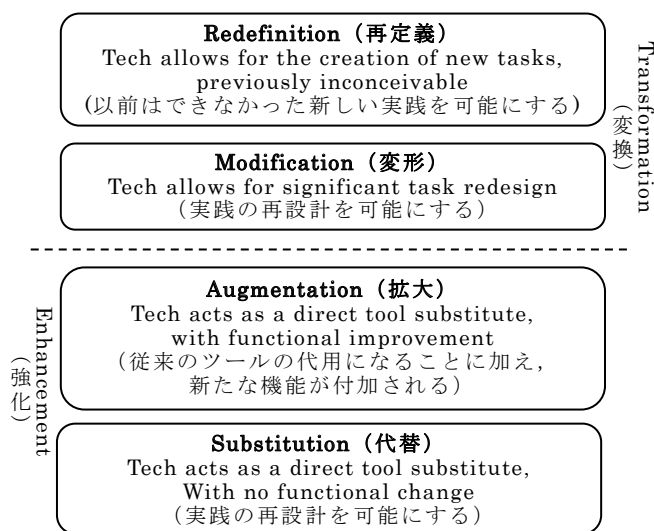 Redefinition（再定義）
Tech allows for the creation of new tasks,
previously inconceivable
(以前はできなかった新しい実践を可能にする)
Modification（変形）
Tech allows for significant task redesign
（実践の再設計を可能にする）
Transformation
（変換）
Augmentation（拡大）
Tech acts as a direct tool substitute,
with functional improvement
（従来のツールの代用になることに加え,
新たな機能が付加される）
Substitution（代替）
Tech acts as a direct tool substitute,
With no functional change
（実践の再設計を可能にする）
Enhancement
（強化）